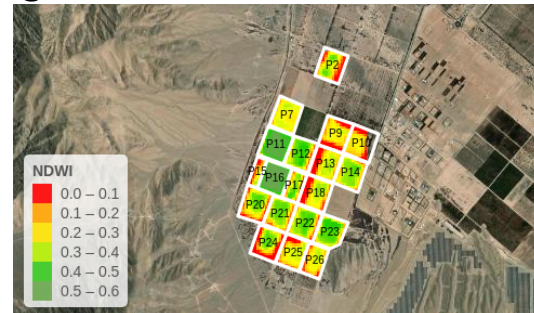 P2
P7
P9
P10
P11
P12
P13
P14
P15
P16
P17
P18
P20
P21
P22
P23
P24
P25
P26
NDWI
0.0 – 0.1
0.1 – 0.2
0.2 – 0.3
0.3 – 0.4
0.4 – 0.5
0.5 – 0.6